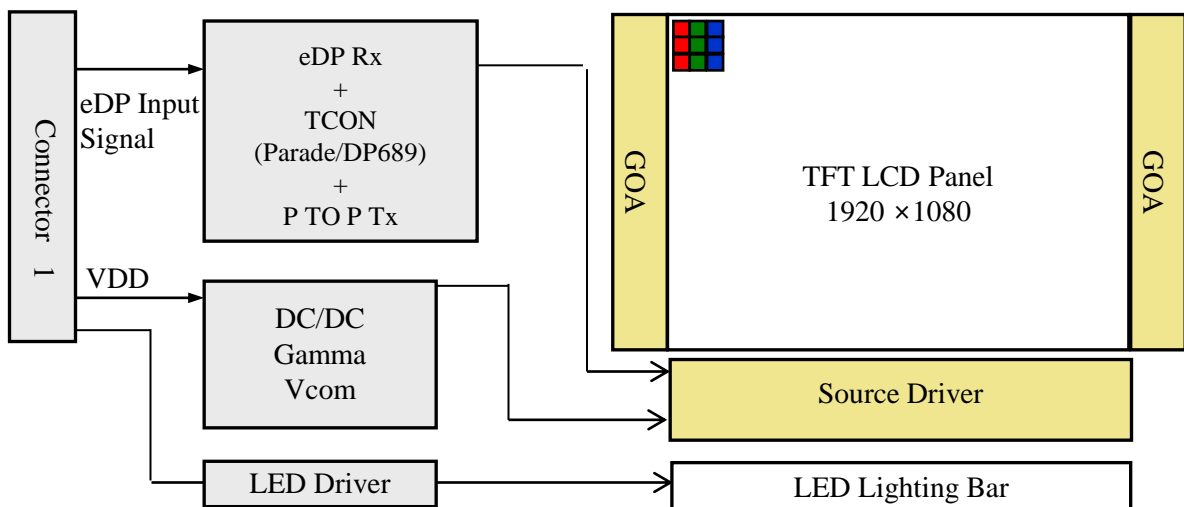 Connector 1
eDP Input
Signal
VDD
eDP Rx
+
TCON
(Parade/DP689)
+
P TO P Tx
DC/DC
Gamma
Vcom
LED Driver
GOA
TFT LCD Panel
1920 ×1080
GOA
Source Driver
LED Lighting Bar